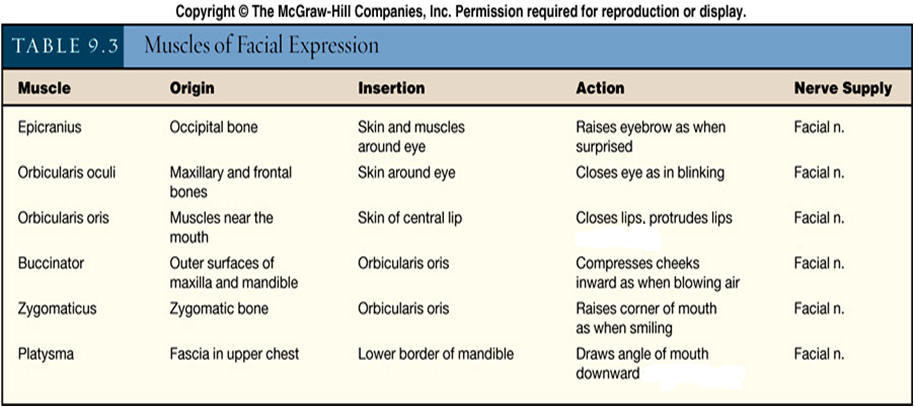 Copyright © The McGraw-Hill Companies, Inc. Permission required for reproduction or display.
TABLE 9.3 Muscles of Facial Expression
Muscle Origin Insertion Action Nerve Supply
Epicranius Occipital bone Skin and muscles Raises eyebrow as when Facial n.
around eye surprised
Orbicularis oculi Maxillary and frontal Skin around eye Closes eye as in blinking Facial n.
bones
Orbicularis oris Muscles near the Skin of central lip Closes lips, protrudes lips Facial n.
mouth
Buccinator Outer surfaces of Orbicularis oris Compresses cheeks Facial n.
maxilla and mandible inward as when blowing air
Zygomaticus Zygomatic bone Orbicularis oris Raises corner of mouth Facial n.
as when smiling
Platysma Fascia in upper chest Lower border of mandible Draws angle of mouth Facial n.
downward